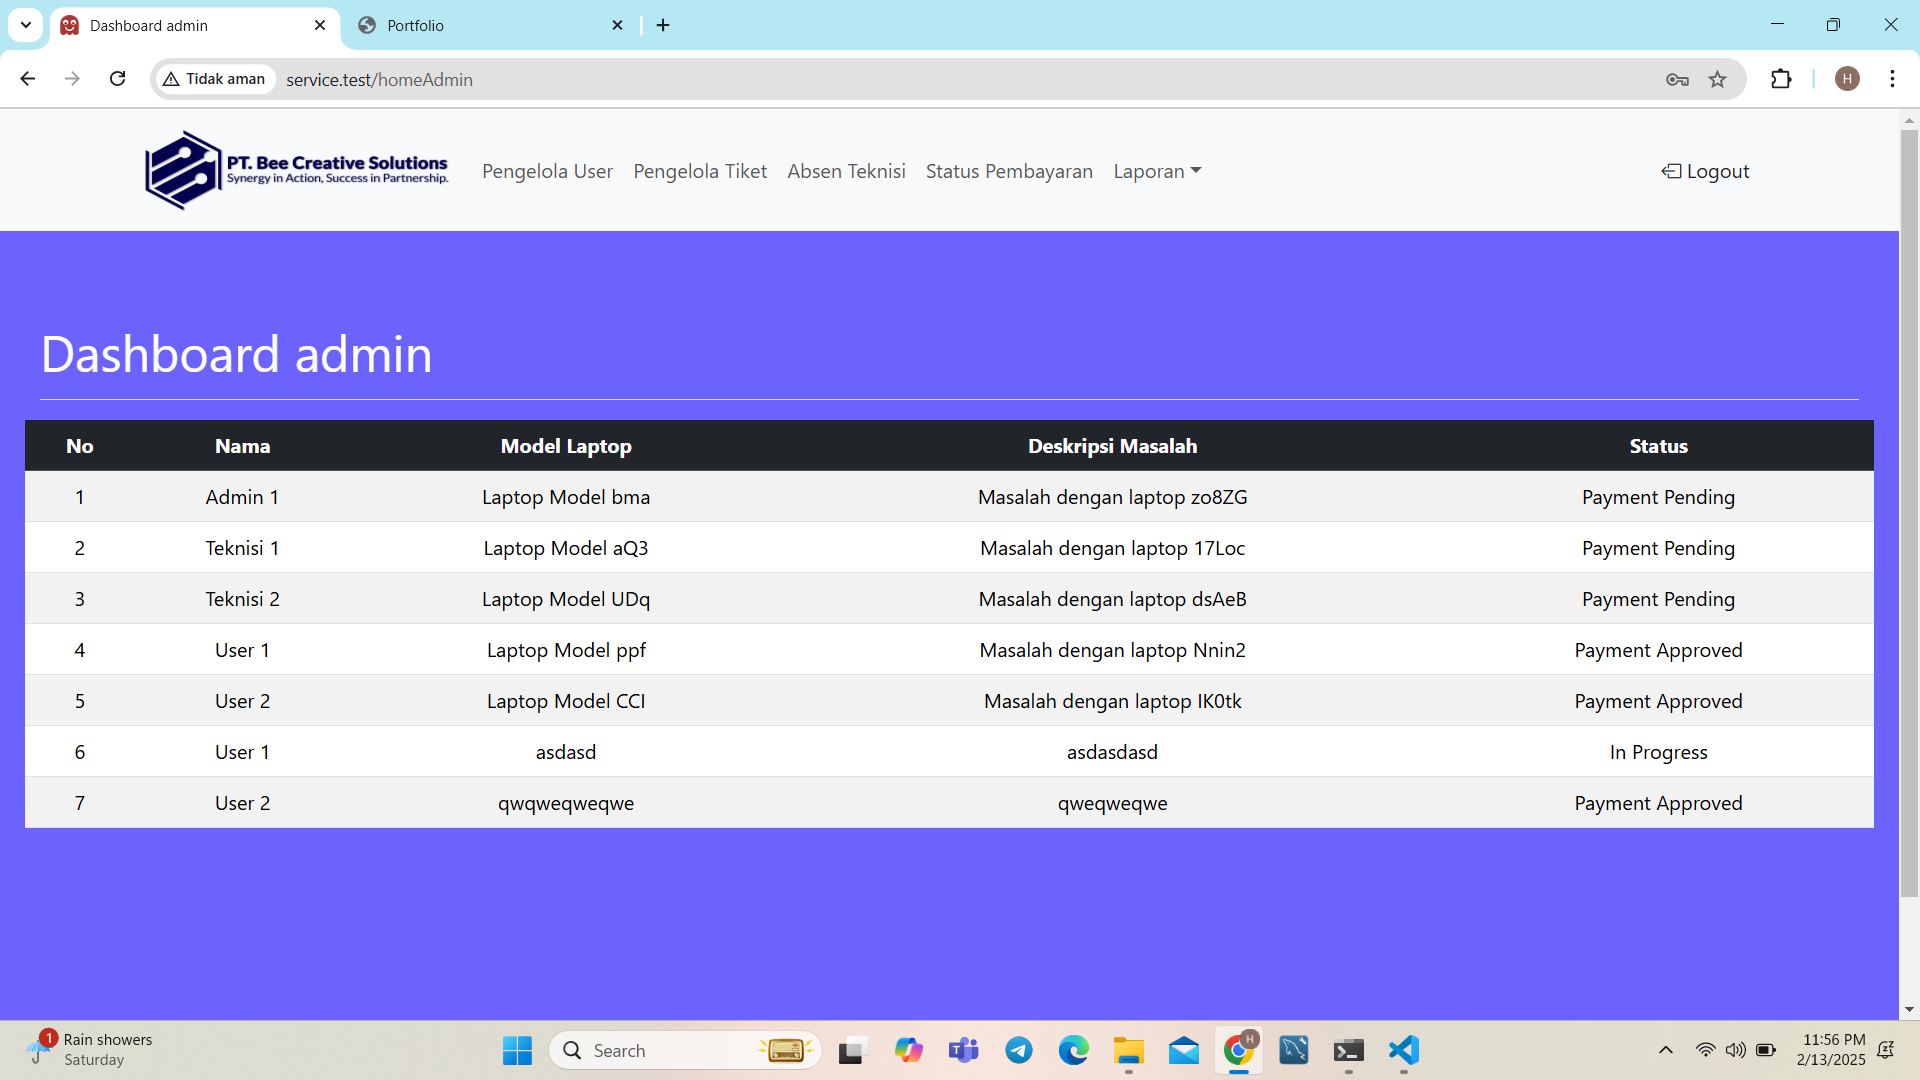 Dashboard admin
Portfolio
Tidak aman
service.test/homeAdmin
H
PT. Bee Creative Solutions
Synergy in Action, Success in Partnership.
Pengelola User
Pengelola Tiket
Absen Teknisi
Status Pembayaran
Laporan
Logout
Dashboard admin
No Nama Model Laptop Deskripsi Masalah Status
1 Admin 1 Laptop Model bma Masalah dengan laptop zo8ZG Payment Pending
2 Teknisi 1 Laptop Model aQ3 Masalah dengan laptop 17Loc Payment Pending
3 Teknisi 2 Laptop Model UDq Masalah dengan laptop dsAeB Payment Pending
4 User 1 Laptop Model ppf Masalah dengan laptop Nnin2 Payment Approved
5 User 2 Laptop Model CCI Masalah dengan laptop IK0tk Payment Approved
6 User 1 asdasd asdasdasd In Progress
7 User 2 qwqweqweqwe qweqweqwe Payment Approved
1
Rain showers
Saturday
Search
H
11:56 PM
2/13/2025